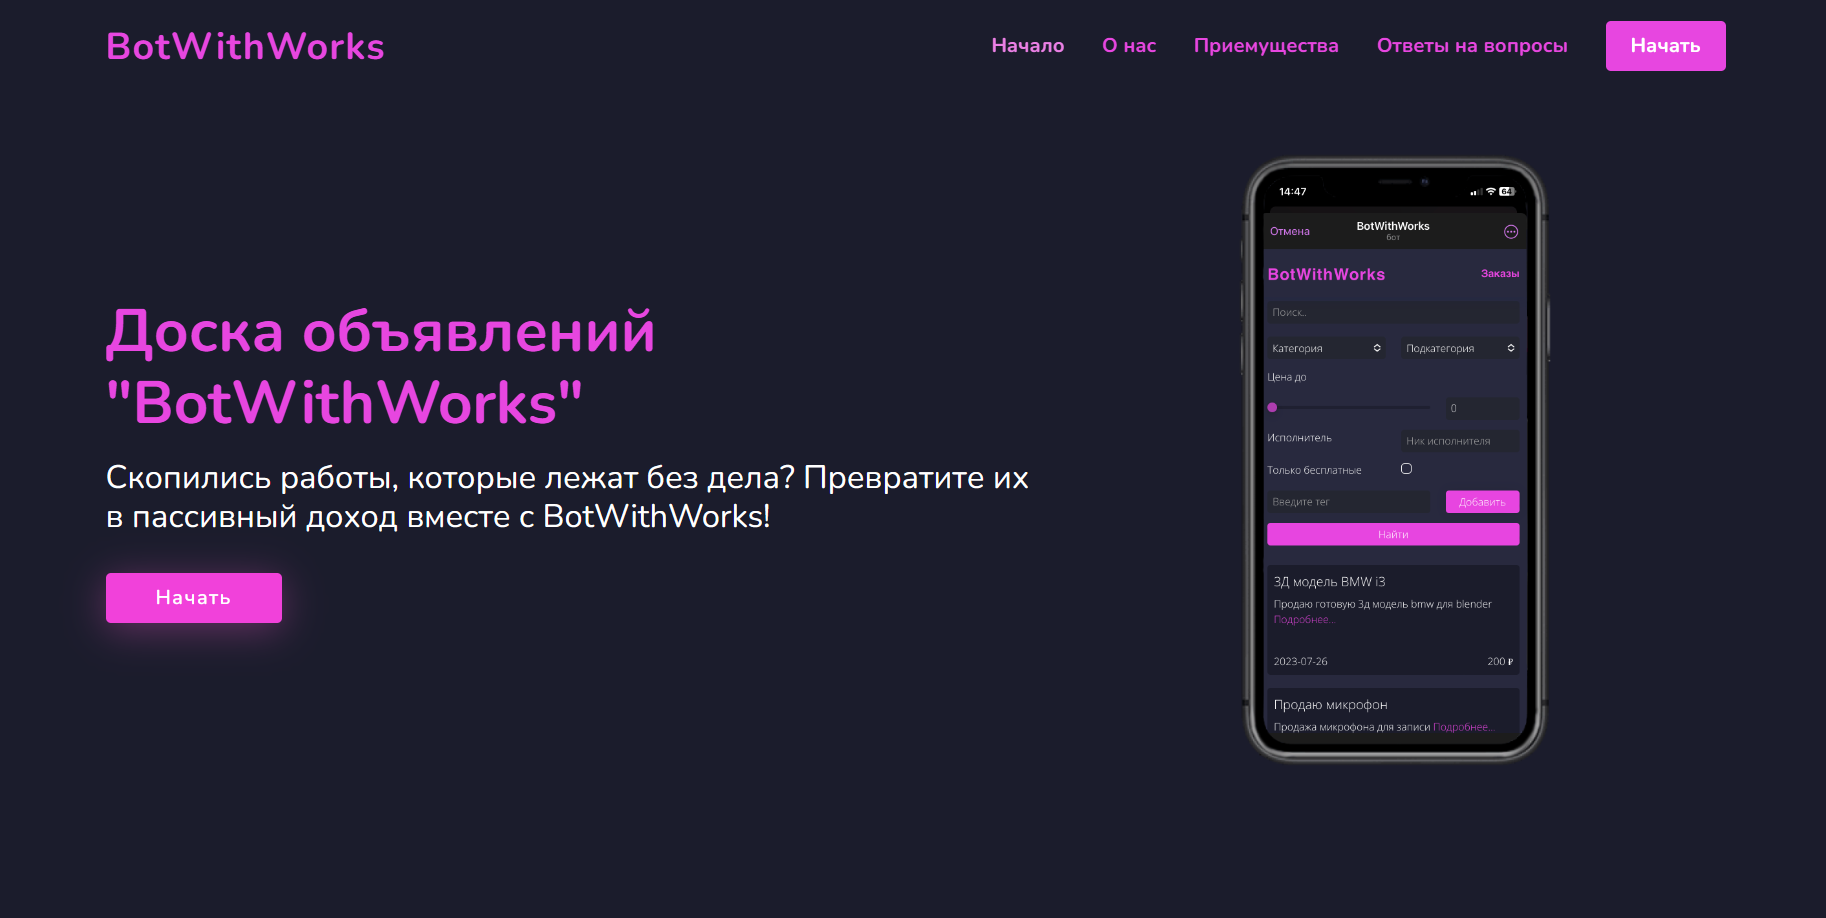 BotWithWorks
Начало О нас Приемущества Ответы на вопросы Начать
Доска объявлений
"BotWithWorks"
Скопились работы, которые лежат без дела? Превратите их
в пассивный доход вместе с BotWithWorks!
Начать
14:47 64
Отмена BotWithWorks
бот
BotWithWorks Заказы
Поиск..
Категория Подкатегория
Цена до
0
Исполнитель Ник исполнителя
Только бесплатные
Введите тег Добавить
Найти
3Д модель BMW i3
Продаю готовую 3д модель bmw для blender
Подробнее...
2023-07-26 200 ₽
Продаю микрофон
Продажа микрофона для записи Подробнее...